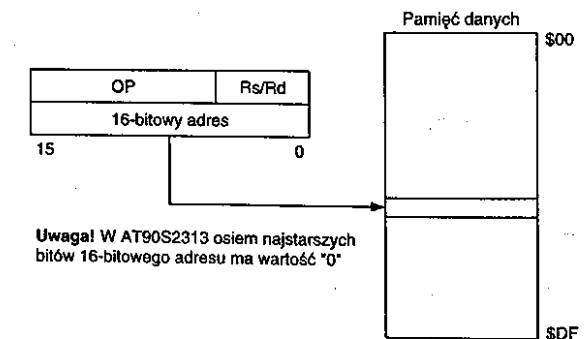 Pamięć danych
$00
OP Rs/Rd
16-bitowy adres
15 0
Uwaga! W AT90S2313 osiem najstarszych
bitów 16-bitowego adresu ma wartość "0"
$DF